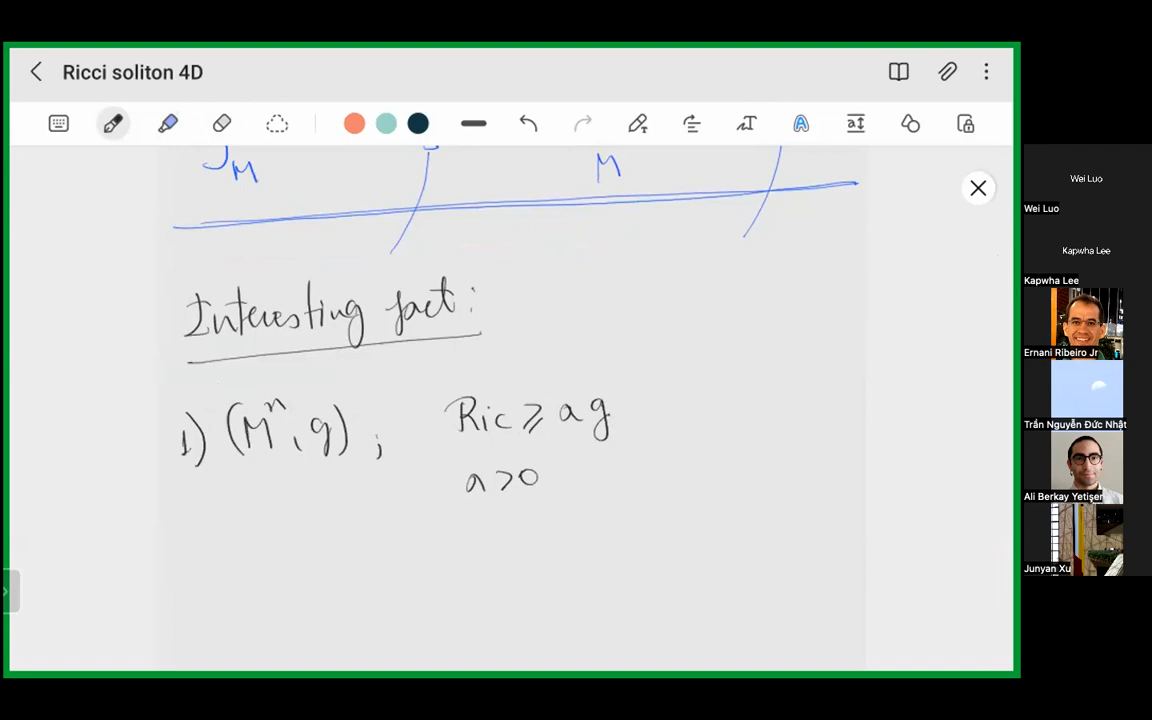 Ricci soliton 4D
M
M
Interesting fact:
1) (Mⁿ, g) ; Ric ⩾ a g
a > 0
Wei Luo
Wei Luo
Kapwha Lee
Kapwha Lee
Ernani Ribeiro Jr
Trần Nguyễn Đức Nhật
Ali Berkay Yetişer
Junyan Xu